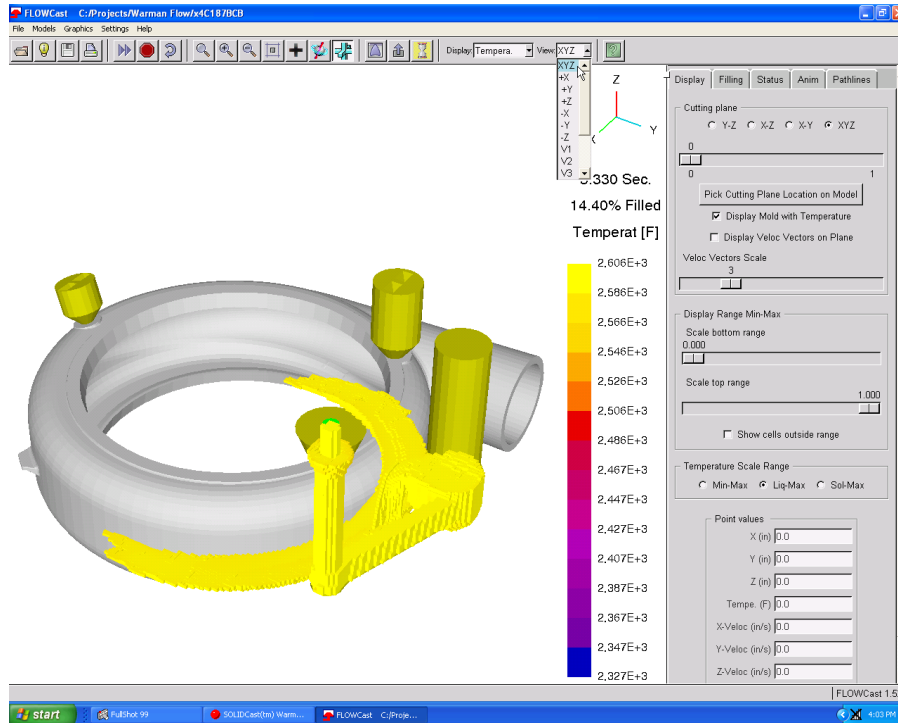 FLOWCast C:/Projects/Warman Flow/x4C187BCB
File Models Graphics Settings Help
Display: Tempera. View: XYZ
XYZ
+X
+Y
+Z
-X
-Y
-Z
V1
V2
V3
Z
Y
X
.330 Sec.
14.40% Filled
Temperat [F]
2,606E+3
2,586E+3
2,566E+3
2,546E+3
2,526E+3
2,506E+3
2,486E+3
2,467E+3
2,447E+3
2,427E+3
2,407E+3
2,387E+3
2,367E+3
2,347E+3
2,327E+3
Display Filling Status Anim Pathlines
Cutting plane
Y-Z X-Z X-Y XYZ
0
0 1
Pick Cutting Plane Location on Model
Display Mold with Temperature
Display Veloc Vectors on Plane
Veloc Vectors Scale
3
Display Range Min-Max
Scale bottom range
0.000
Scale top range
1.000
Show cells outside range
Temperature Scale Range
Min-Max Liq-Max Sol-Max
Point values
X (in) 0.0
Y (in) 0.0
Z (in) 0.0
Tempe. (F) 0.0
X-Veloc (in/s) 0.0
Y-Veloc (in/s) 0.0
Z-Veloc (in/s) 0.0
FLOWCast 1.5
start FullShot 99 SOLIDCast(tm) Warm... FLOWCast C:/Proje... 4:03 PM